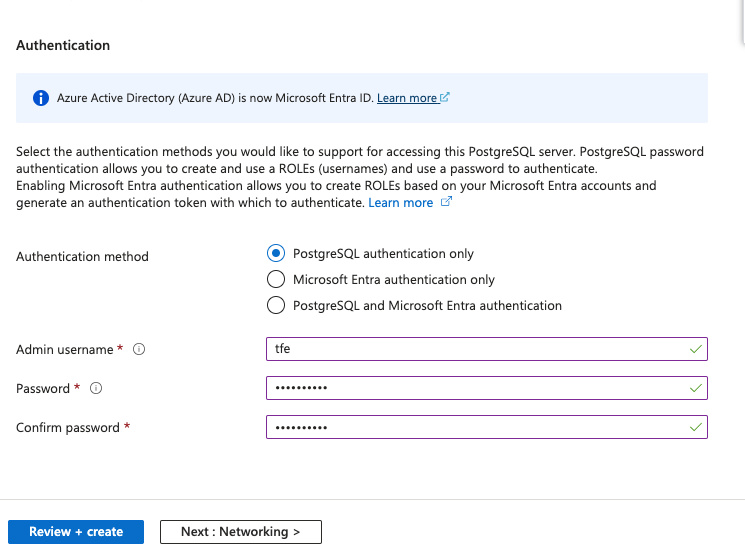 Authentication
Azure Active Directory (Azure AD) is now Microsoft Entra ID. Learn more
Select the authentication methods you would like to support for accessing this PostgreSQL server. PostgreSQL password
authentication allows you to create and use a ROLEs (usernames) and use a password to authenticate.
Enabling Microsoft Entra authentication allows you to create ROLEs based on your Microsoft Entra accounts and
generate an authentication token with which to authenticate. Learn more
Authentication method
PostgreSQL authentication only
Microsoft Entra authentication only
PostgreSQL and Microsoft Entra authentication
Admin username *
tfe
Password *
••••••••••
Confirm password *
••••••••••
Review + create
Next : Networking >